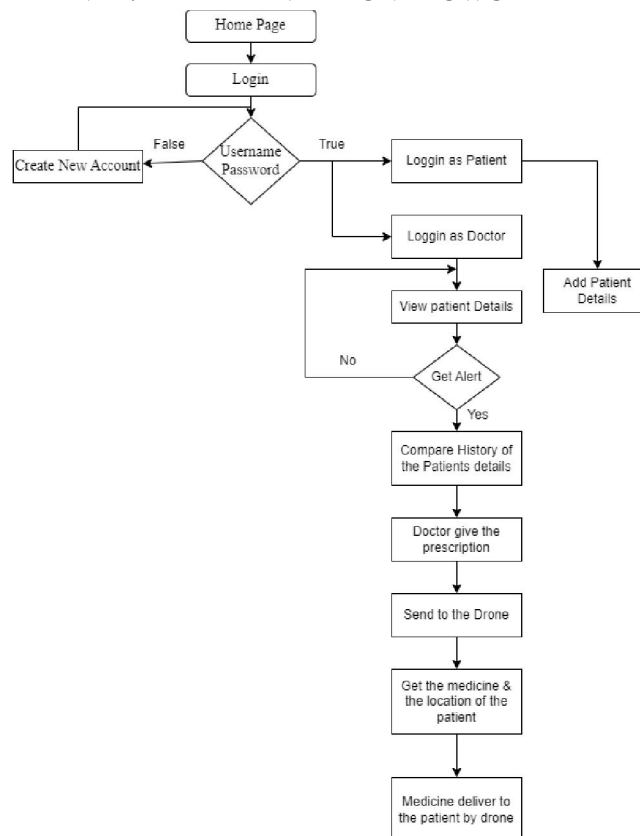 Home Page
Login
False
Username
Password
True
Create New Account
Loggin as Patient
Loggin as Doctor
Add Patient
Details
View patient Details
No
Get Alert
Yes
Compare History of
the Patients details
Doctor give the
prescription
Send to the Drone
Get the medicine &
the location of the
patient
Medicine deliver to
the patient by drone